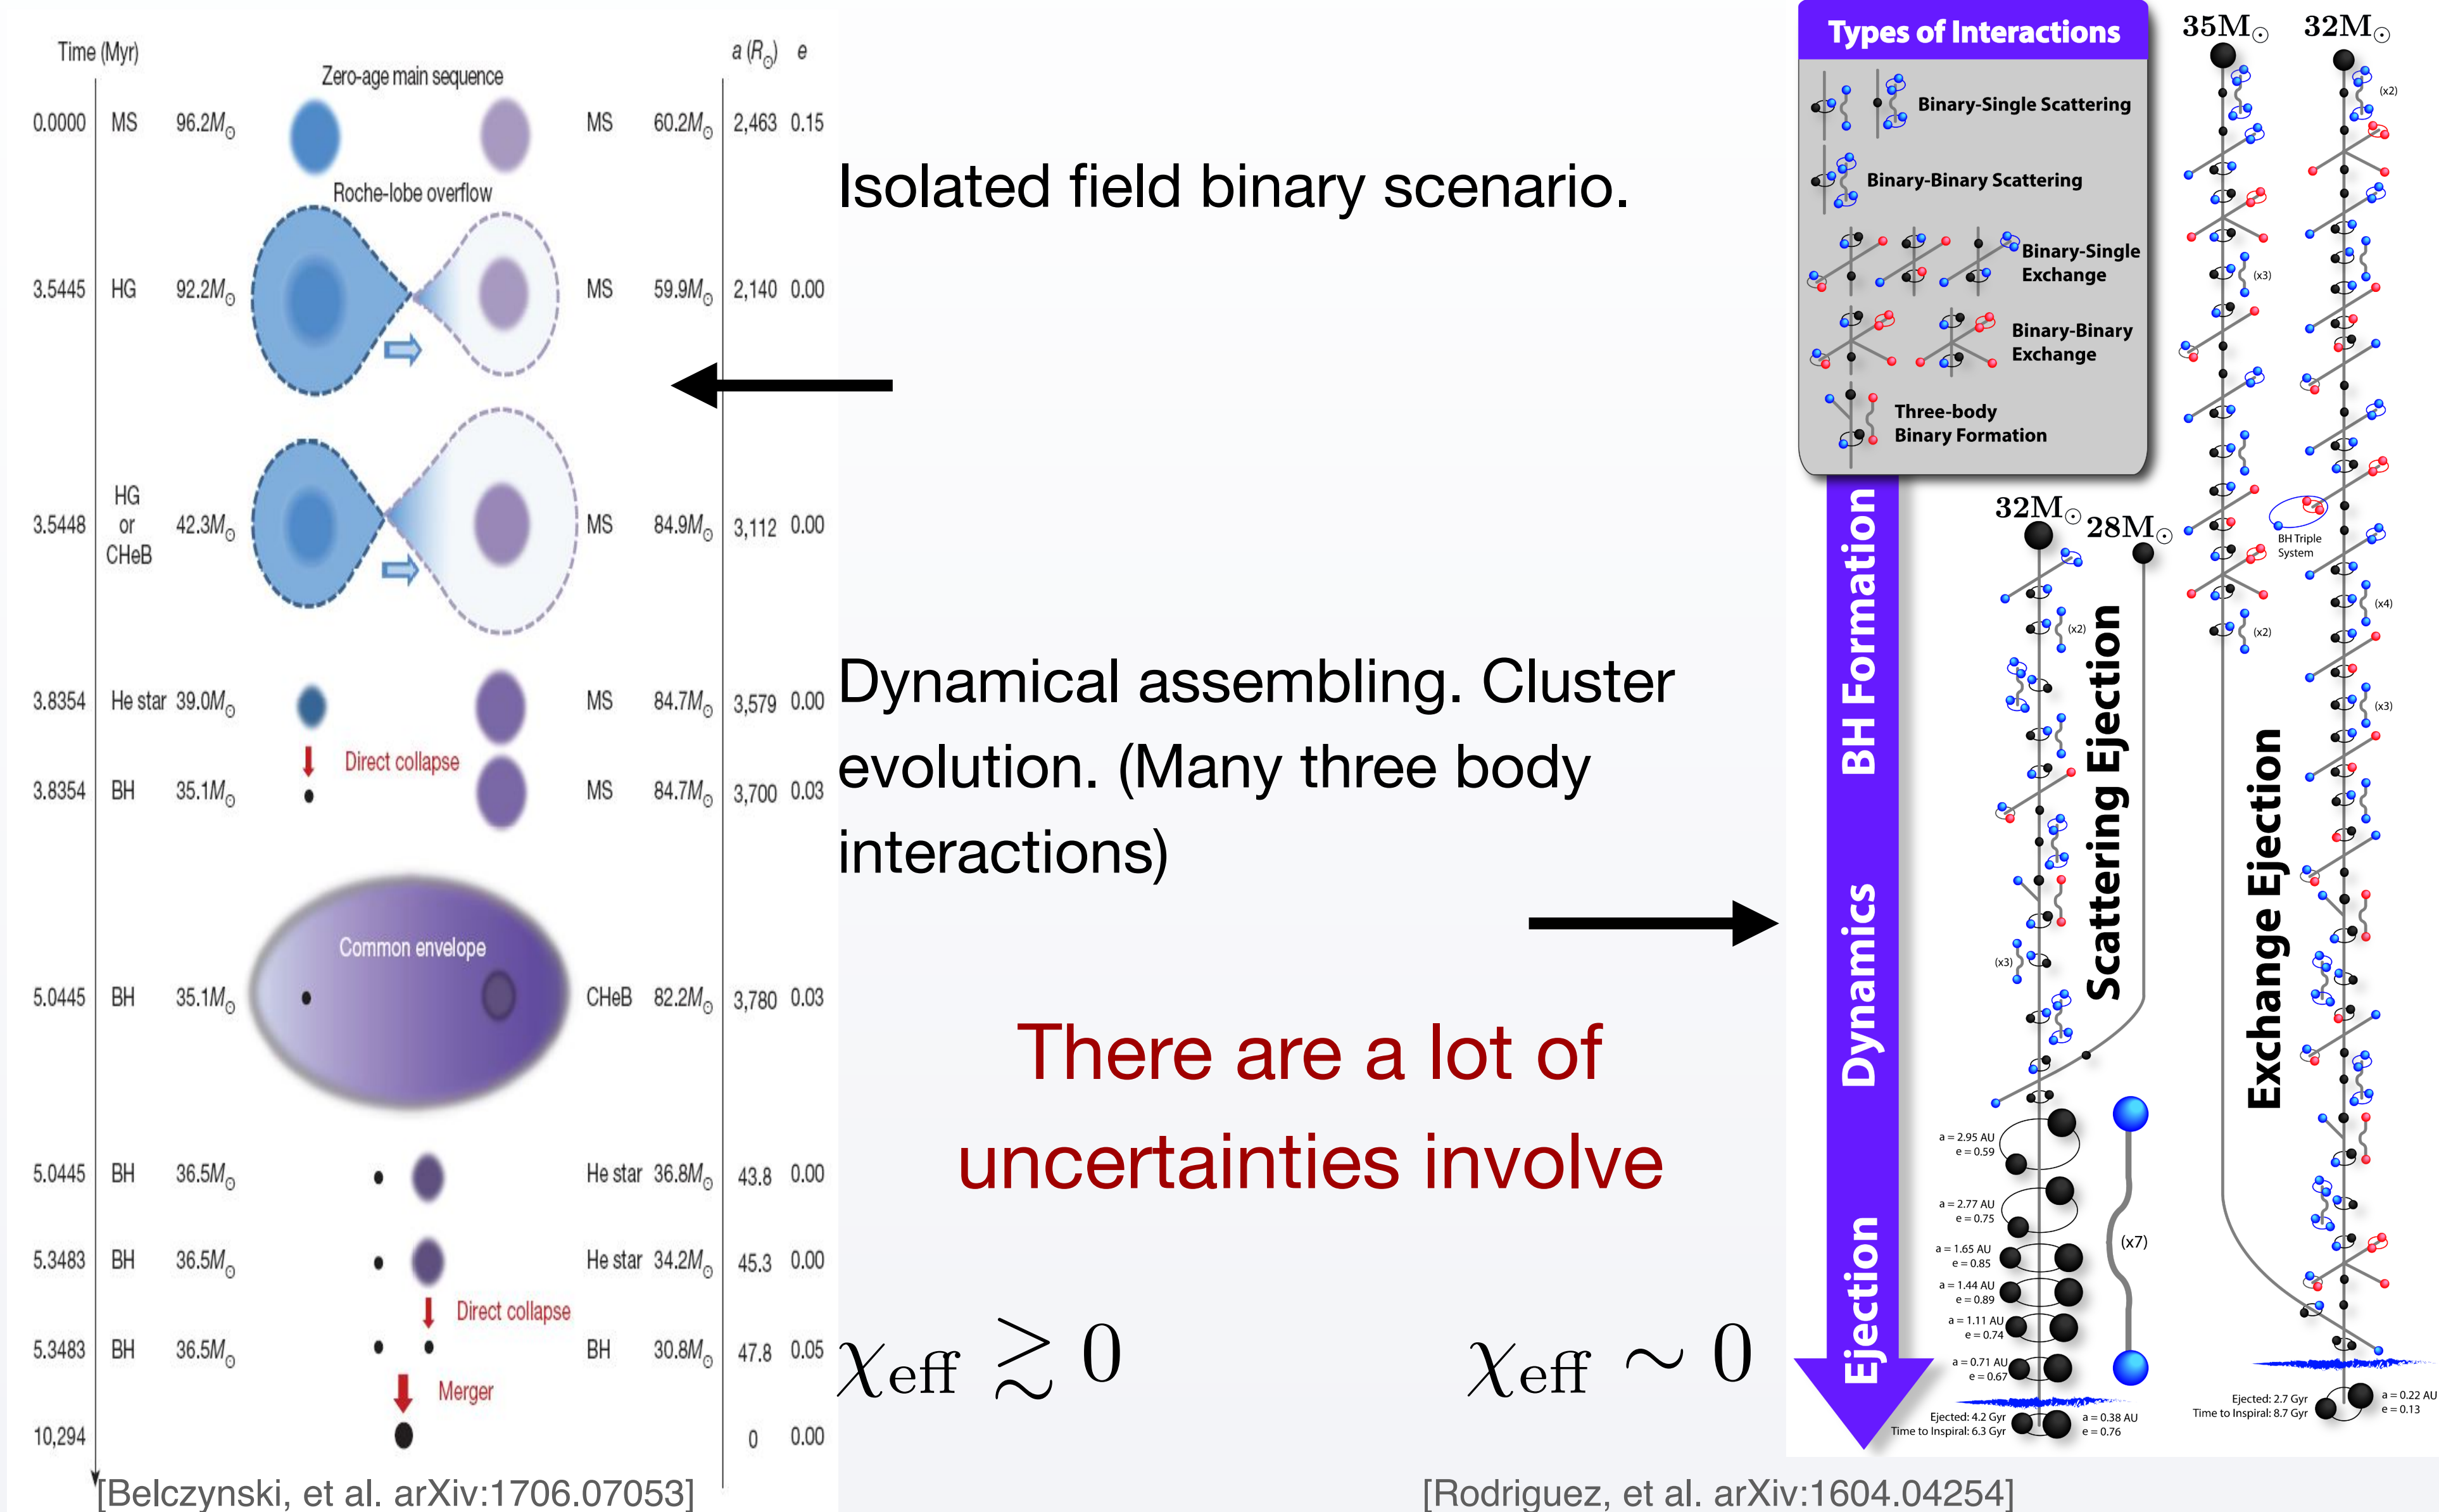 Time (Myr)
a (R☉) e
Zero-age main sequence
0.0000 MS 96.2M☉ MS 60.2M☉ 2,463 0.15
Roche-lobe overflow
3.5445 HG 92.2M☉ MS 59.9M☉ 2,140 0.00
HG
or
CHeB
3.5448 42.3M☉ MS 84.9M☉ 3,112 0.00
3.8354 He star 39.0M☉ MS 84.7M☉ 3,579 0.00
Direct collapse
3.8354 BH 35.1M☉ MS 84.7M☉ 3,700 0.03
Common envelope
5.0445 BH 35.1M☉ CHeB 82.2M☉ 3,780 0.03
5.0445 BH 36.5M☉ He star 36.8M☉ 43.8 0.00
5.3483 BH 36.5M☉ He star 34.2M☉ 45.3 0.00
Direct collapse
5.3483 BH 36.5M☉ BH 30.8M☉ 47.8 0.05
Merger
10,294 0 0.00
[Belczynski, et al. arXiv:1706.07053]
Isolated field binary scenario.
Dynamical assembling. Cluster
evolution. (Many three body
interactions)
There are a lot of
uncertainties involve
χeff ≳ 0
χeff ∼ 0
Types of Interactions
Binary-Single Scattering
Binary-Binary Scattering
Binary-Single
Exchange
Binary-Binary
Exchange
Three-body
Binary Formation
BH Formation
Dynamics
Ejection
32M☉
28M☉
(x2)
(x3)
Scattering Ejection
a = 2.95 AU
e = 0.59
a = 2.77 AU
e = 0.75
a = 1.65 AU
e = 0.85
a = 1.44 AU
e = 0.89
a = 1.11 AU
e = 0.74
a = 0.71 AU
e = 0.67
(x7)
Ejected: 4.2 Gyr
Time to Inspiral: 6.3 Gyr
a = 0.38 AU
e = 0.76
35M☉
32M☉
(x2)
(x3)
BH Triple
System
(x4)
(x2)
(x3)
Exchange Ejection
Ejected: 2.7 Gyr
Time to Inspiral: 8.7 Gyr
a = 0.22 AU
e = 0.13
[Rodriguez, et al. arXiv:1604.04254]